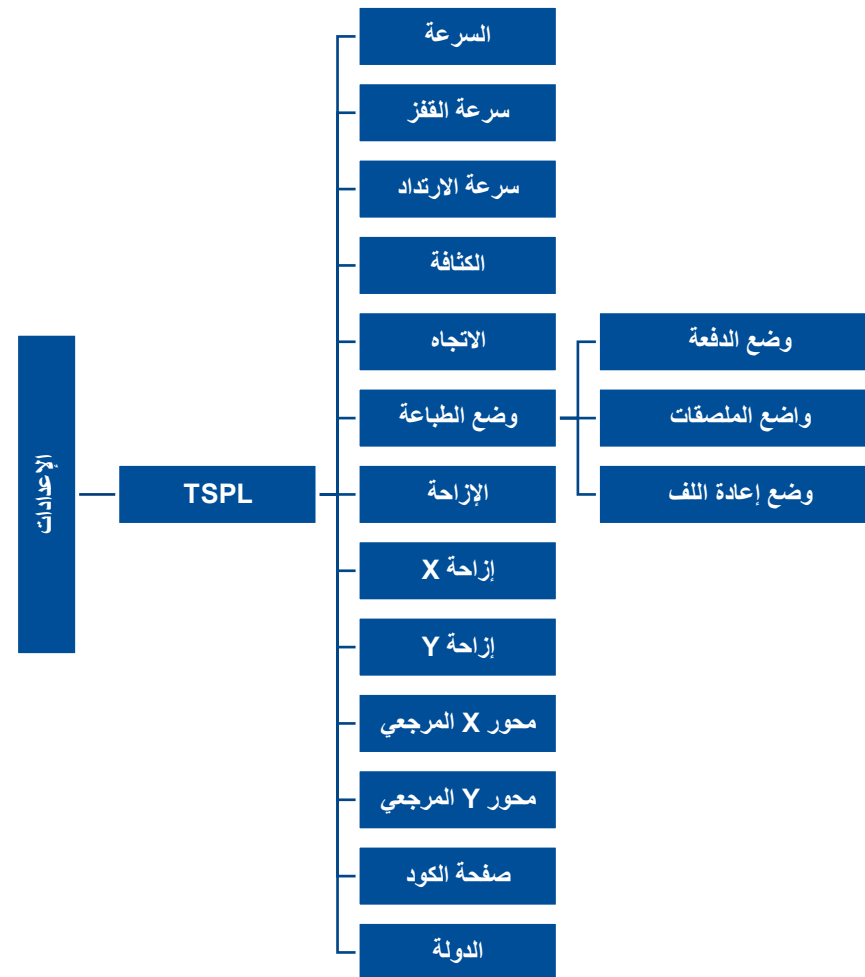 الإعدادات
TSPL
السرعة
سرعة القفز
سرعة الارتداد
الكثافة
الاتجاه
وضع الطباعة
وضع الدفعة
واضع الملصقات
وضع إعادة اللف
الإزاحة
إزاحة X
إزاحة Y
محور X المرجعي
محور Y المرجعي
صفحة الكود
الدولة